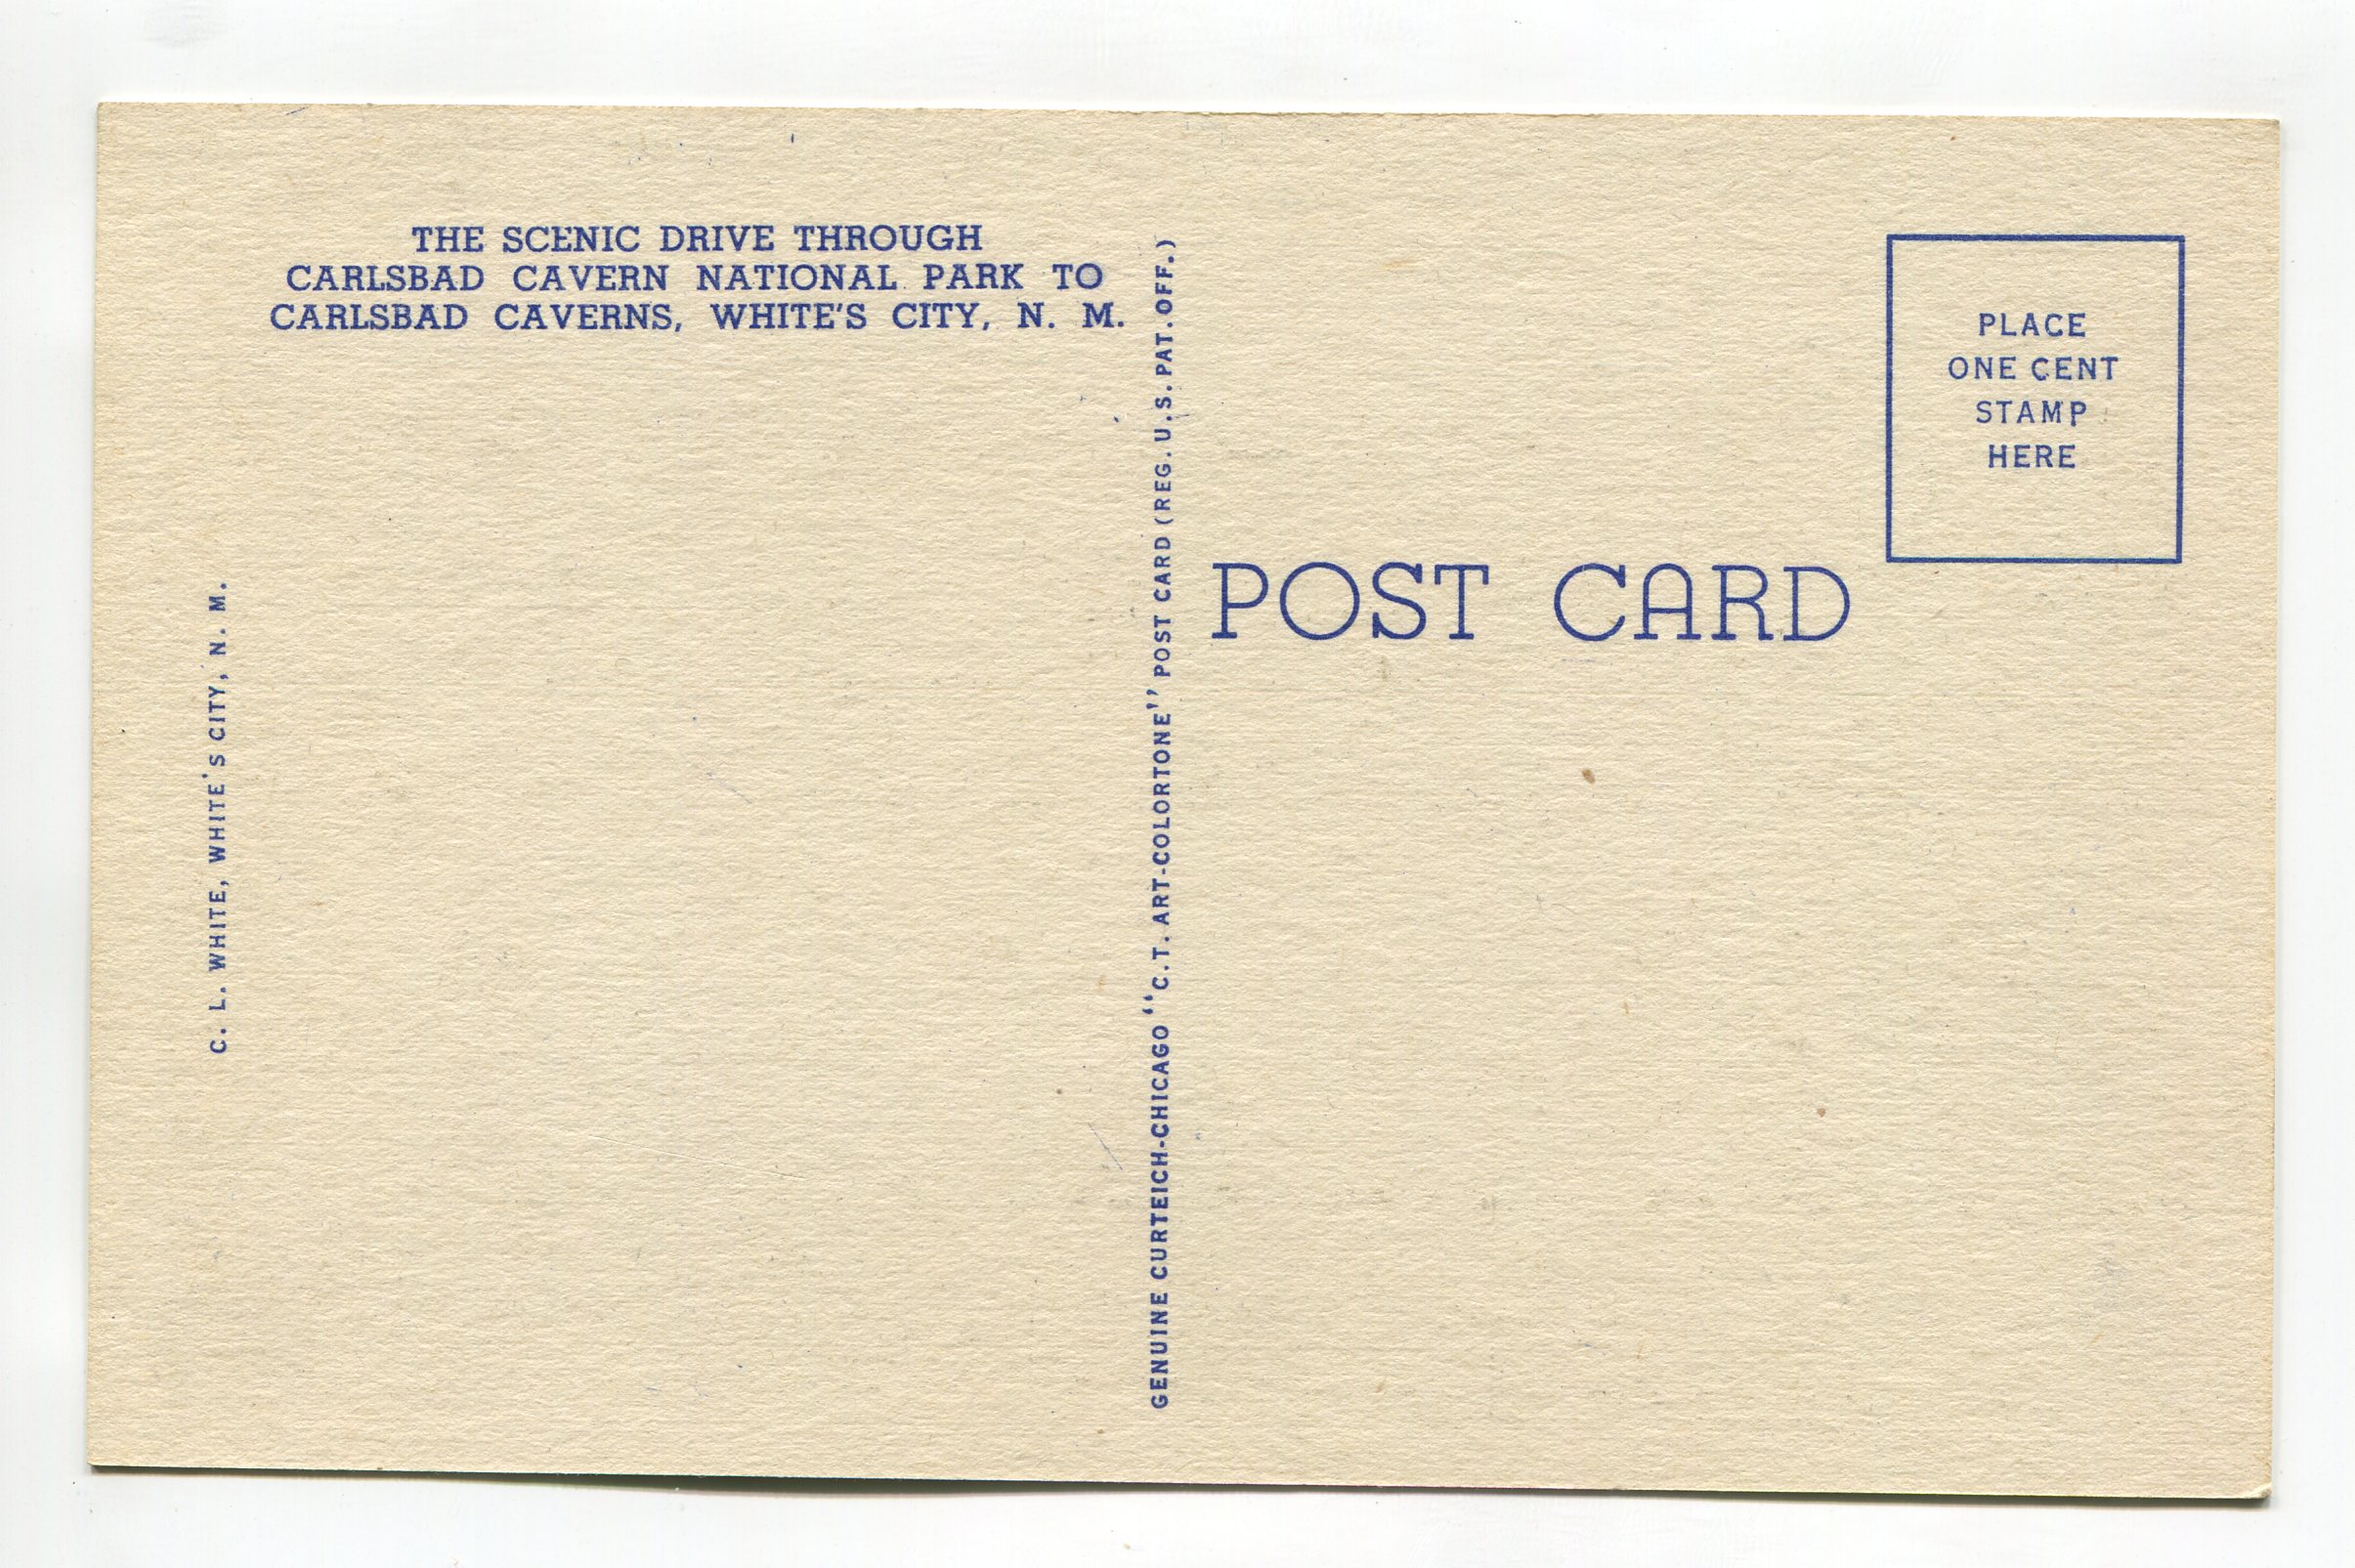 THE SCENIC DRIVE THROUGH
CARLSBAD CAVERN NATIONAL PARK TO
CARLSBAD CAVERNS, WHITE'S CITY, N. M.
C. L. WHITE, WHITE'S CITY, N. M.
GENUINE CURTEICH-CHICAGO "C.T. ART-COLORTONE" POST CARD (REG. U.S. PAT. OFF.)
POST CARD
PLACE
ONE CENT
STAMP
HERE